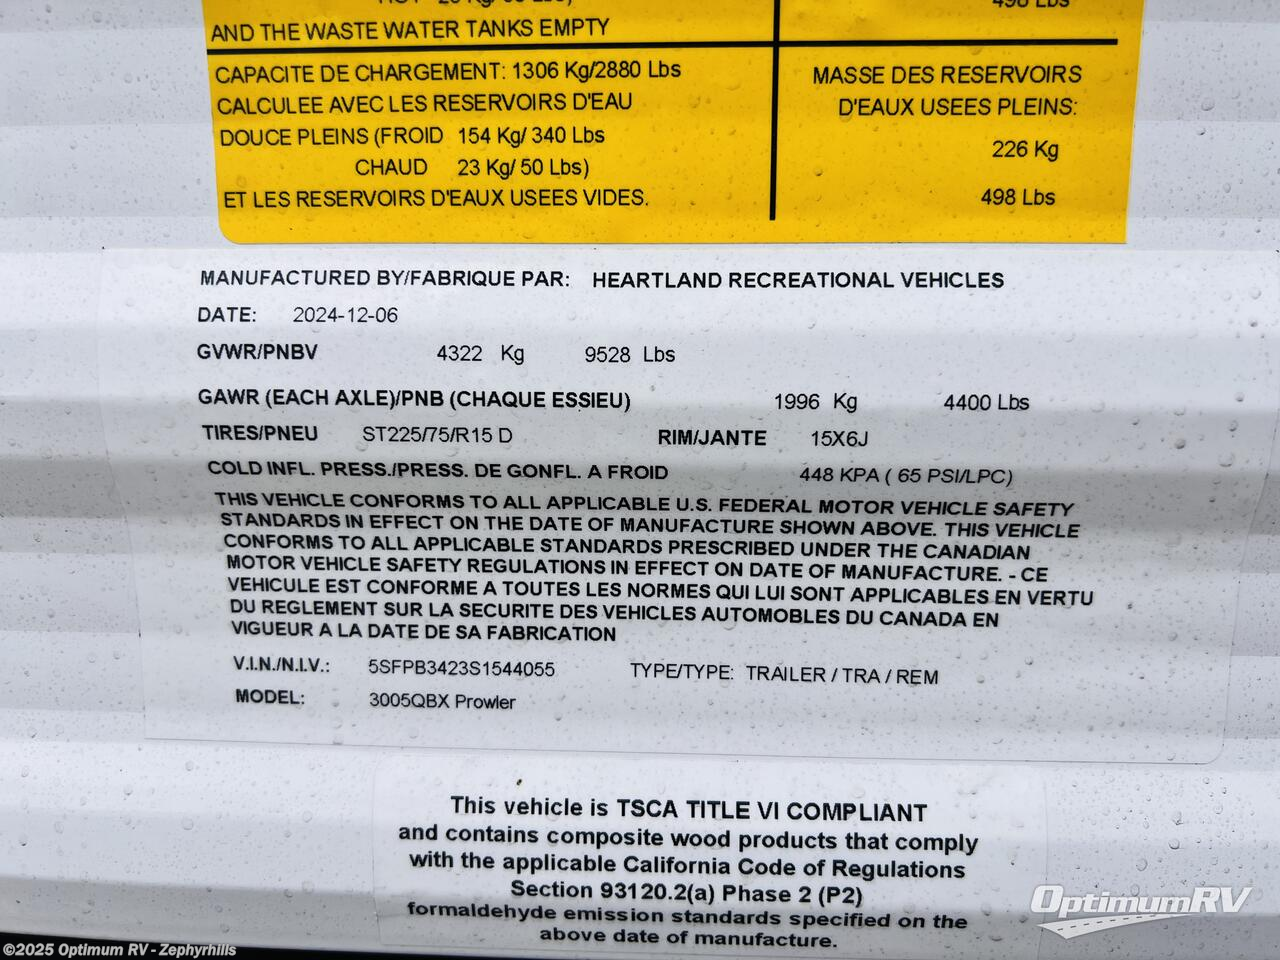 AND THE WASTE WATER TANKS EMPTY
498 Lbs
CAPACITE DE CHARGEMENT: 1306 Kg/2880 Lbs
CALCULEE AVEC LES RESERVOIRS D'EAU
DOUCE PLEINS (FROID 154 Kg/ 340 Lbs
CHAUD 23 Kg/ 50 Lbs)
ET LES RESERVOIRS D'EAUX USEES VIDES.
MASSE DES RESERVOIRS
D'EAUX USEES PLEINS:
226 Kg
498 Lbs
MANUFACTURED BY/FABRIQUE PAR: HEARTLAND RECREATIONAL VEHICLES
DATE: 2024-12-06
GVWR/PNBV 4322 Kg 9528 Lbs
GAWR (EACH AXLE)/PNB (CHAQUE ESSIEU) 1996 Kg 4400 Lbs
TIRES/PNEU ST225/75/R15 D RIM/JANTE 15X6J
COLD INFL. PRESS./PRESS. DE GONFL. A FROID 448 KPA ( 65 PSI/LPC)
THIS VEHICLE CONFORMS TO ALL APPLICABLE U.S. FEDERAL MOTOR VEHICLE SAFETY
STANDARDS IN EFFECT ON THE DATE OF MANUFACTURE SHOWN ABOVE. THIS VEHICLE
CONFORMS TO ALL APPLICABLE STANDARDS PRESCRIBED UNDER THE CANADIAN
MOTOR VEHICLE SAFETY REGULATIONS IN EFFECT ON DATE OF MANUFACTURE. - CE
VEHICULE EST CONFORME A TOUTES LES NORMES QUI LUI SONT APPLICABLES EN VERTU
DU REGLEMENT SUR LA SECURITE DES VEHICLES AUTOMOBILES DU CANADA EN
VIGUEUR A LA DATE DE SA FABRICATION
V.I.N./N.I.V.: 5SFPB3423S1544055 TYPE/TYPE: TRAILER / TRA / REM
MODEL: 3005QBX Prowler
This vehicle is TSCA TITLE VI COMPLIANT
and contains composite wood products that comply
with the applicable California Code of Regulations
Section 93120.2(a) Phase 2 (P2)
formaldehyde emission standards specified on the
above date of manufacture.
OptimumRV
©2025 Optimum RV - Zephyrhills